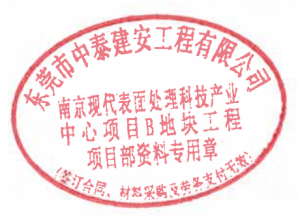 东莞市中泰建安工程有限公司
南京现代表面处理科技产业
中心项目B地块工程
项目部资料专用章
(签订合同、材料采购及劳务支付无效)